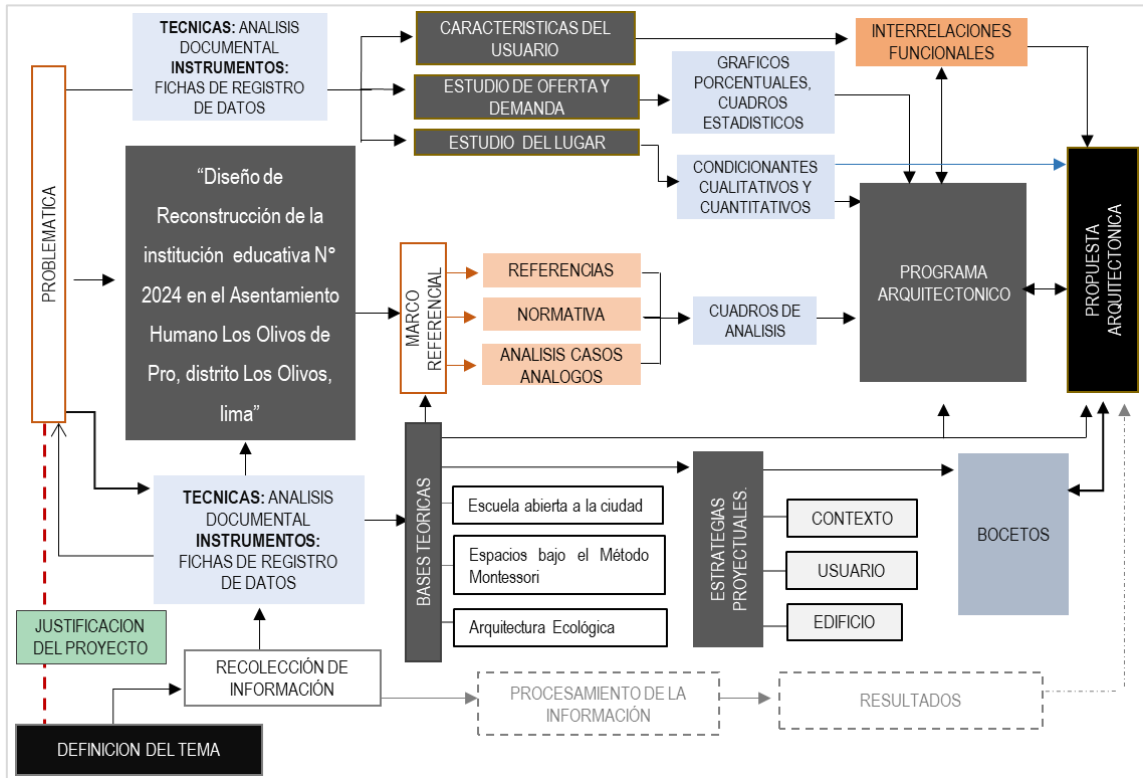 TECNICAS: ANALISIS
DOCUMENTAL
INSTRUMENTOS:
FICHAS DE REGISTRO
DE DATOS
CARACTERISTICAS DEL
USUARIO
ESTUDIO DE OFERTA Y
DEMANDA
ESTUDIO DEL LUGAR
GRAFICOS
PORCENTUALES,
CUADROS
ESTADISTICOS
INTERRELACIONES
FUNCIONALES
CONDICIONANTES
CUALITATIVOS Y
CUANTITATIVOS
PROBLEMATICA
“Diseño de
Reconstrucción de la
institución educativa N°
2024 en el Asentamiento
Humano Los Olivos de
Pro, distrito Los Olivos,
lima”
MARCO
REFERENCIAL
REFERENCIAS
NORMATIVA
ANALISIS CASOS
ANALOGOS
CUADROS DE
ANALISIS
PROGRAMA
ARQUITECTONICO
PROPUESTA
ARQUITECTONICA
TECNICAS: ANALISIS
DOCUMENTAL
INSTRUMENTOS:
FICHAS DE REGISTRO
DE DATOS
BASES TEORICAS
Escuela abierta a la ciudad
Espacios bajo el Método
Montessori
Arquitectura Ecológica
ESTRATEGIAS
PROYECTUALES.
CONTEXTO
USUARIO
EDIFICIO
BOCETOS
JUSTIFICACION
DEL PROYECTO
RECOLECCIÓN DE
INFORMACIÓN
PROCESAMIENTO DE LA
INFORMACIÓN
RESULTADOS
DEFINICION DEL TEMA